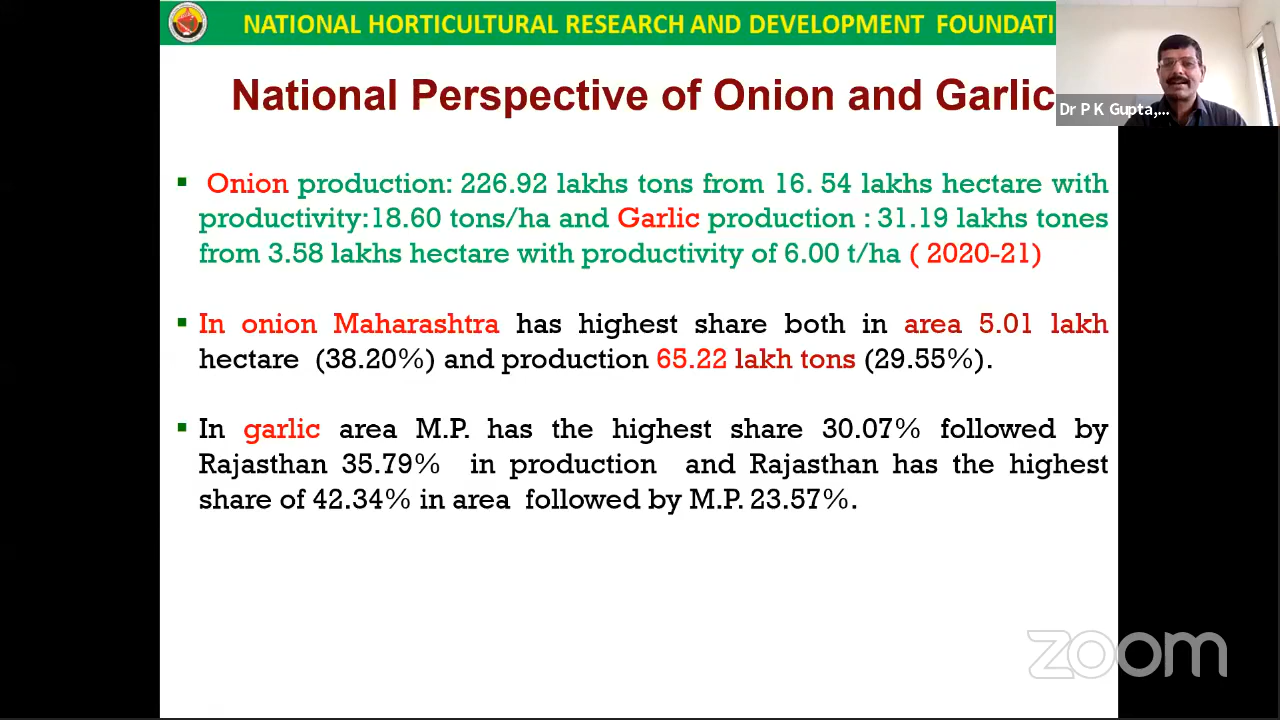 NATIONAL HORTICULTURAL RESEARCH AND DEVELOPMENT FOUNDATI
National Perspective of Onion and Garlic
Dr P K Gupta,...
▪ Onion production: 226.92 lakhs tons from 16. 54 lakhs hectare with
productivity:18.60 tons/ha and Garlic production : 31.19 lakhs tones
from 3.58 lakhs hectare with productivity of 6.00 t/ha ( 2020-21)
▪ In onion Maharashtra has highest share both in area 5.01 lakh
hectare (38.20%) and production 65.22 lakh tons (29.55%).
▪ In garlic area M.P. has the highest share 30.07% followed by
Rajasthan 35.79% in production and Rajasthan has the highest
share of 42.34% in area followed by M.P. 23.57%.
zoom